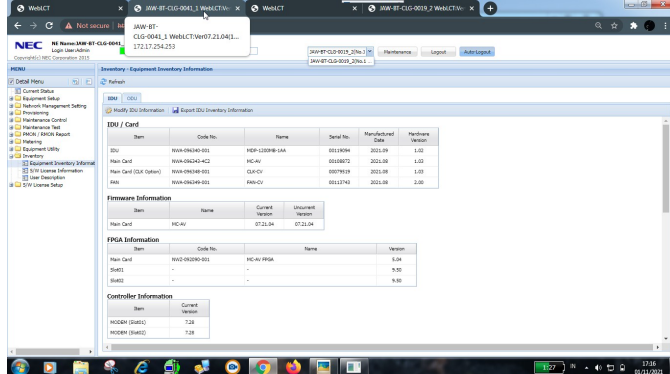 WebLCT
JAW-BT-CLG-0041_1 WebLCT:Ver
WebLCT
JAW-BT-CLG-0019_2 WebLCT:Ver
Not secure
JAW-BT-
CLG-0041_1 WebLCT:Ver07.21.04(1...
172.17.254.253
NEC
NE Name:JAW-BT-CLG-0041_
Login User:Admin
Copyright(c) NEC Corporation 2015
JAW-BT-CLG-0019_2(No.1
JAW-BT-CLG-0019_2(No.1 ...
Maintenance
Logout
Auto-Logout
MENU
Inventory - Equipment Inventory Information
Detail Menu
Refresh
Current Status
Equipment Setup
Network Management Setting
Provisioning
Maintenance Control
Maintenance Test
PMON / RMON Report
Metering
Equipment Utility
Inventory
Equipment Inventory Informat
S/W License Information
User Description
S/W License Setup
IDU ODU
Modify IDU Information Export IDU Inventory Information
IDU / Card
Item Code No. Name Serial No. Manufactured Date Hardware Version
IDU NWA-096340-001 MDP-1200MB-1AA 00119094 2021.09 1.02
Main Card NWA-096343-4C2 MC-AV 00108872 2021.08 1.03
Main Card (CLK Option) NWA-096348-001 CLK-CV 00079519 2021.08 1.03
FAN NWA-096349-001 FAN-CV 00113743 2021.08 2.00
Firmware Information
Item Name Current Version Uncurrent Version
Main Card MC-AV 07.21.04 07.21.04
FPGA Information
Item Code No. Name Version
Main Card NWZ-092090-001 MC-AV FPGA 5.04
Slot01 - - 9.50
Slot02 - - 9.50
Controller Information
Item Current Version
MODEM (Slot01) 7.28
MODEM (Slot02) 7.28
1:27
IN
17:16
01/11/2021